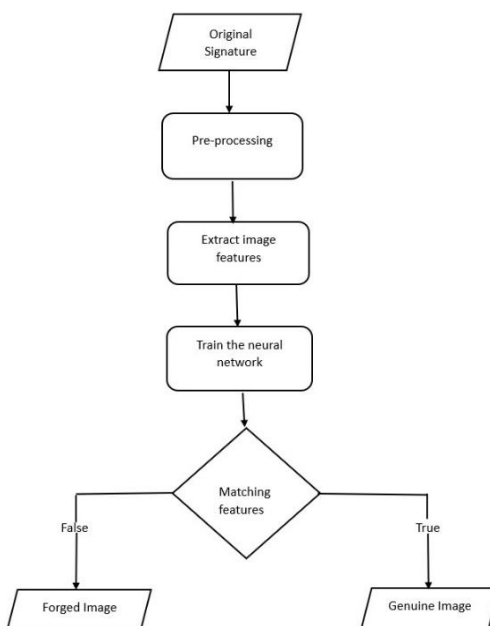 Original
Signature
Pre-processing
Extract image
features
Train the neural
network
Matching
features
False
True
Forged Image
Genuine Image